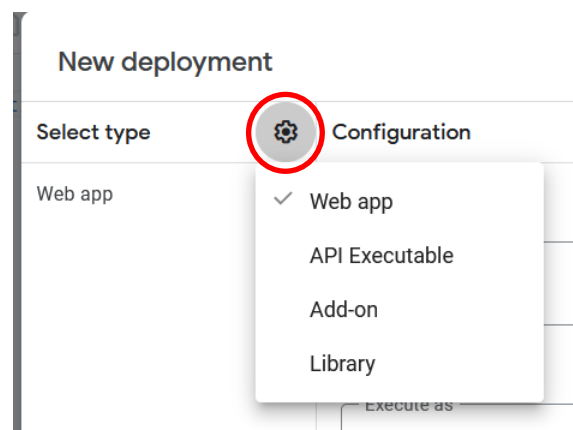 New deployment
Select type
Configuration
Web app
Web app
API Executable
Add-on
Library
Execute as